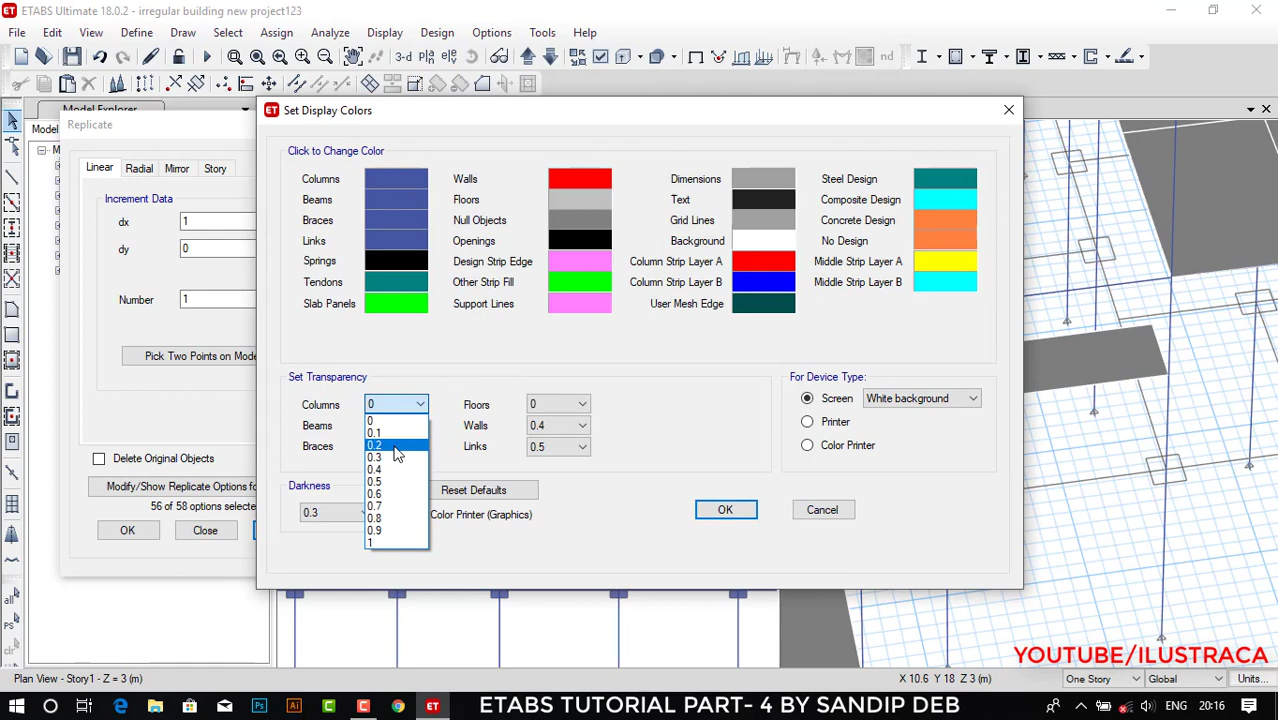 ETABS Ultimate 18.0.2 - irregular building new project123
File Edit View Define Draw Select Assign Analyze Display Design Options Tools Help
3-d
nd
Model Explorer
Replicate
Set Display Colors
Model
Linear Radial Mirror Story
Click to Change Color
Columns Walls Dimensions Steel Design
Beams Floors Text Composite Design
Braces Null Objects Grid Lines Concrete Design
Links Openings Background No Design
Springs Design Strip Edge Column Strip Layer A Middle Strip Layer A
Tendons Other Strip Fill Column Strip Layer B Middle Strip Layer B
Slab Panels Support Lines User Mesh Edge
Increment Data
dx 1
dy 0
Number 1
Pick Two Points on Mode
Delete Original Objects
Modify/Show Replicate Options fo
56 of 58 options selecte
OK Close
Set Transparency
Columns 0 Floors 0
Beams Walls 0.4
Braces Links 0.5
0
0.1
0.2
0.3
0.4
0.5
0.6
0.7
0.8
0.9
1
For Device Type:
Screen White background
Printer
Color Printer
Darkness
0.3
Reset Defaults
Color Printer (Graphics)
OK Cancel
YOUTUBE/ILUSTRACA
Plan View - Story1 - Z = 3 (m) X 10.6 Y 18 Z 3 (m) One Story Global Units...
ETABS TUTORIAL PART- 4 BY SANDIP DEB
20:16